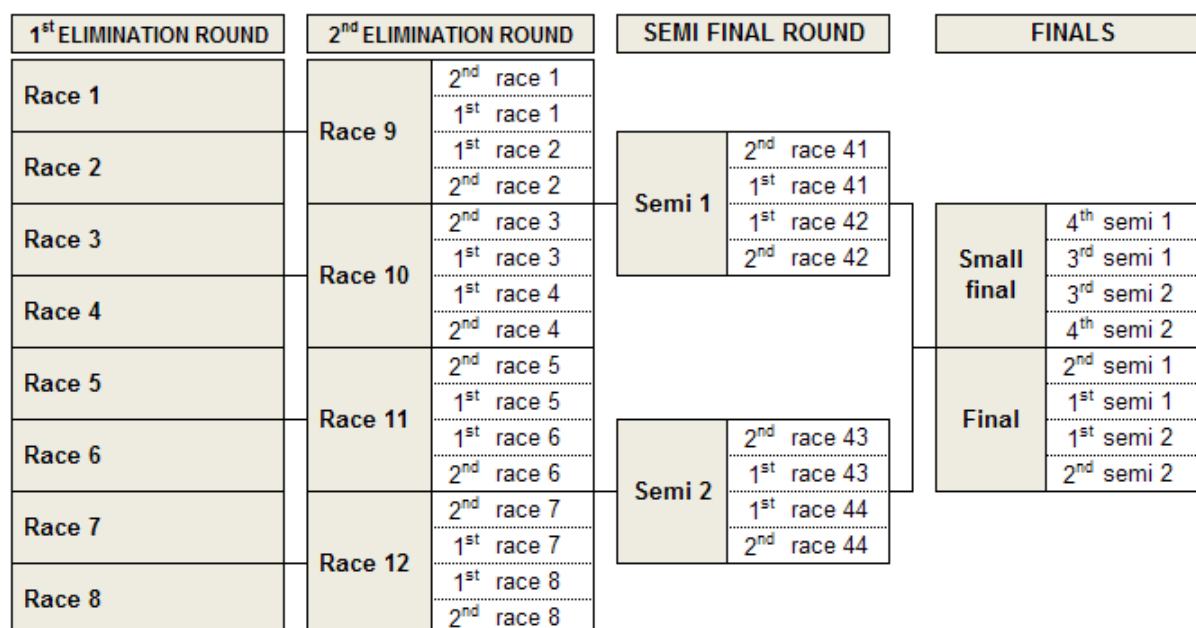 1st ELIMINATION ROUND
2nd ELIMINATION ROUND
SEMI FINAL ROUND
FINALS
Race 1
Race 2
Race 3
Race 4
Race 5
Race 6
Race 7
Race 8
Race 9
2nd race 1
1st race 1
1st race 2
2nd race 2
Race 10
2nd race 3
1st race 3
1st race 4
2nd race 4
Race 11
2nd race 5
1st race 5
1st race 6
2nd race 6
Race 12
2nd race 7
1st race 7
1st race 8
2nd race 8
Semi 1
2nd race 41
1st race 41
1st race 42
2nd race 42
Semi 2
2nd race 43
1st race 43
1st race 44
2nd race 44
Small
final
4th semi 1
3rd semi 1
3rd semi 2
4th semi 2
Final
2nd semi 1
1st semi 1
1st semi 2
2nd semi 2